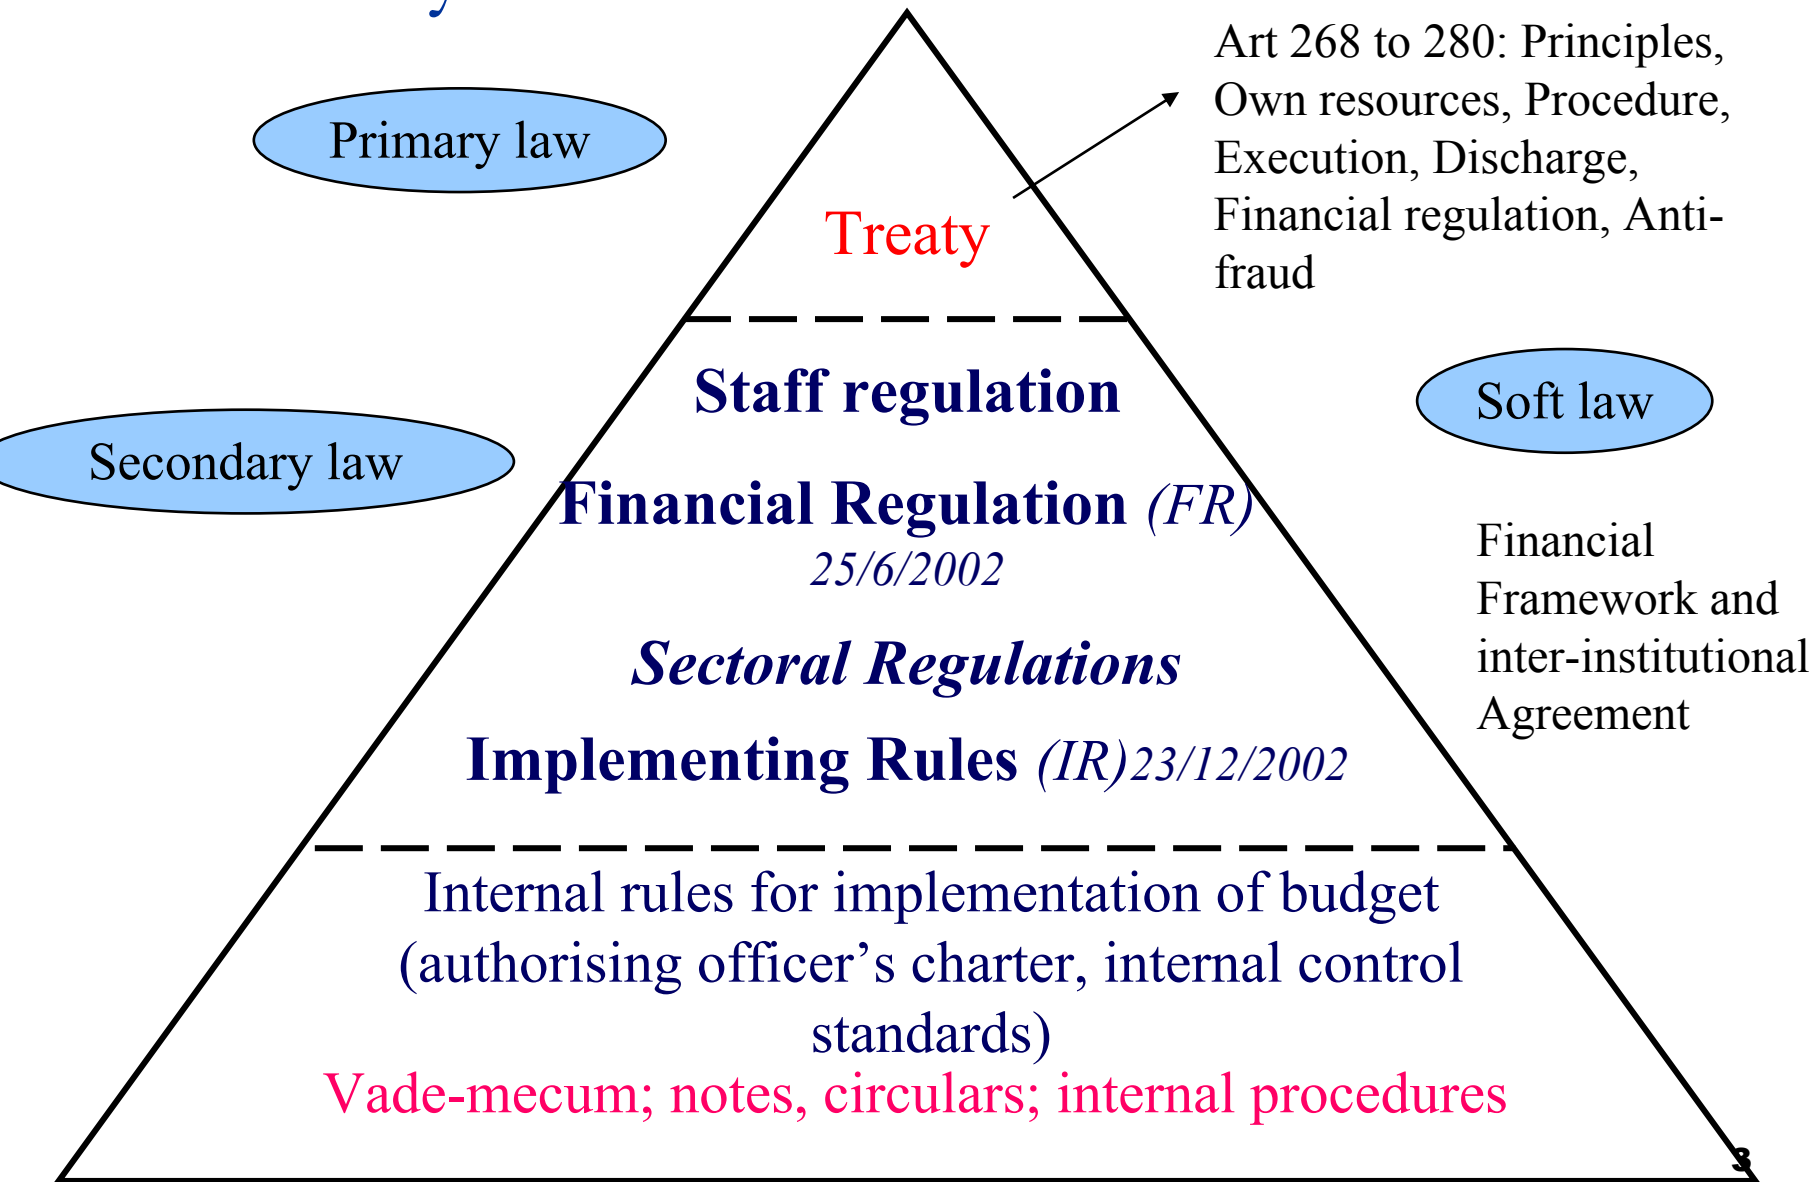 Primary law
Art 268 to 280: Principles,
Own resources, Procedure,
Execution, Discharge,
Financial regulation, Anti-
fraud
Treaty
Secondary law
Staff regulation
Financial Regulation (FR)
25/6/2002
Sectoral Regulations
Implementing Rules (IR)23/12/2002
Soft law
Financial
Framework and
inter-institutional
Agreement
Internal rules for implementation of budget
(authorising officer’s charter, internal control
standards)
Vade-mecum; notes, circulars; internal procedures
3